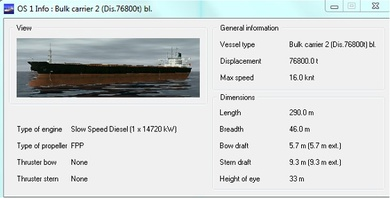 OS 1 Info : Bulk carrier 2 (Dis.76800t) bl.
View
General information
Vessel type Bulk carrier 2 (Dis.76800t) bl.
Displacement 76800.0 t
Max speed 16.0 knt
Dimensions
Length 290.0 m
Breadth 46.0 m
Bow draft 5.7 m (5.7 m ext.)
Stern draft 9.3 m (9.3 m ext.)
Height of eye 33 m
Type of engine Slow Speed Diesel (1 x 14720 kW)
Type of propeller FPP
Thruster bow None
Thruster stern None